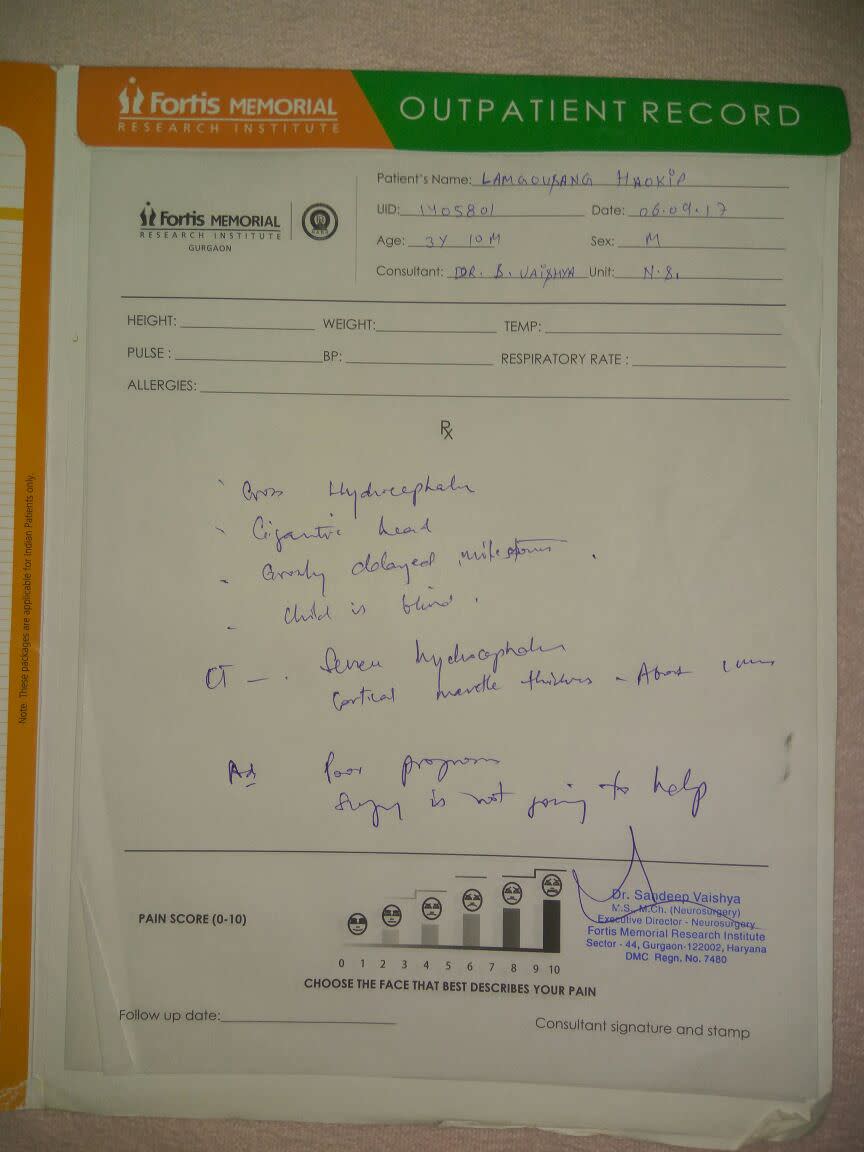 Fortis MEMORIAL
RESEARCH INSTITUTE
OUTPATIENT RECORD
Fortis MEMORIAL
RESEARCH INSTITUTE
GURGAON
Patient's Name: LAMGOUSANG HAOKIP
UID: 1405801 Date: 06.09.17
Age: 3Y 10M Sex: M
Consultant: DR. S. VAISHYA Unit: N.S.
HEIGHT: WEIGHT: TEMP:
PULSE : BP: RESPIRATORY RATE :
ALLERGIES:
℞
Gross Hydrocephalus
Gigantic head
Grossly delayed milestones.
Child is blind.
CT - Severe hydrocephalus
Cortical mantle thickness - About
Ad Poor prognosis
Surgery is not going to help
PAIN SCORE (0-10)
0 1 2 3 4 5 6 7 8 9 10
CHOOSE THE FACE THAT BEST DESCRIBES YOUR PAIN
Dr. Sandeep Vaishya
M.S., M.Ch. (Neurosurgery)
Executive Director - Neurosurgery
Fortis Memorial Research Institute
Sector - 44, Gurgaon-122002, Haryana
DMC Regn. No. 7480
Follow up date:
Consultant signature and stamp
Note: These packages are applicable for Indian Patients only.